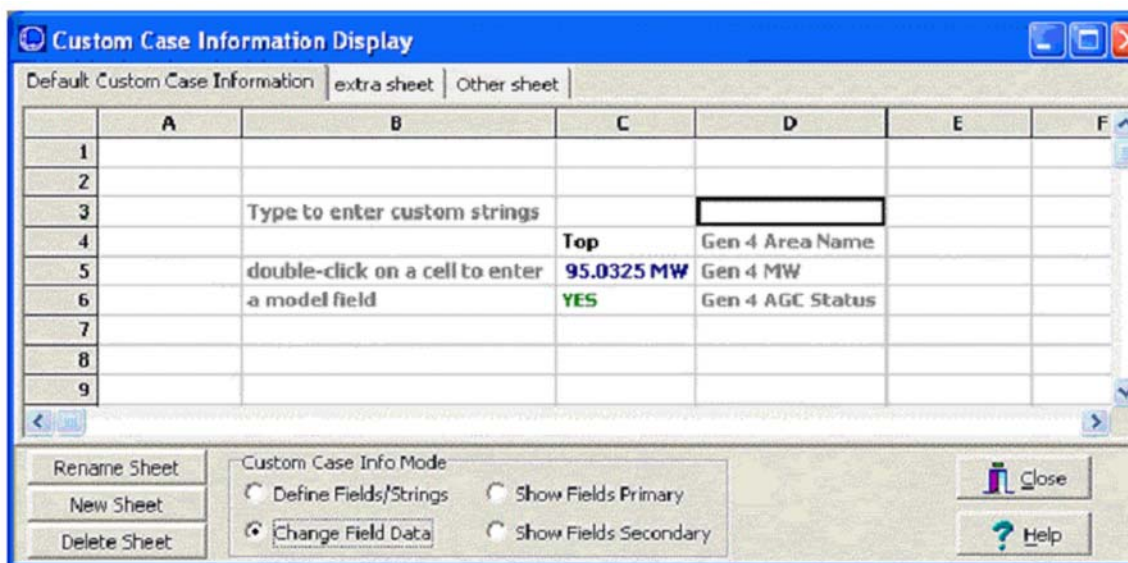 Custom Case Information Display
Default Custom Case Information extra sheet Other sheet
A B C D E F
1
2
3 Type to enter custom strings
4 Top Gen 4 Area Name
5 double-click on a cell to enter 95.0325 MW Gen 4 MW
6 a model field YES Gen 4 AGC Status
7
8
9
Rename Sheet
New Sheet
Delete Sheet
Custom Case Info Mode
Define Fields/Strings Show Fields Primary
Change Field Data Show Fields Secondary
Close
? Help